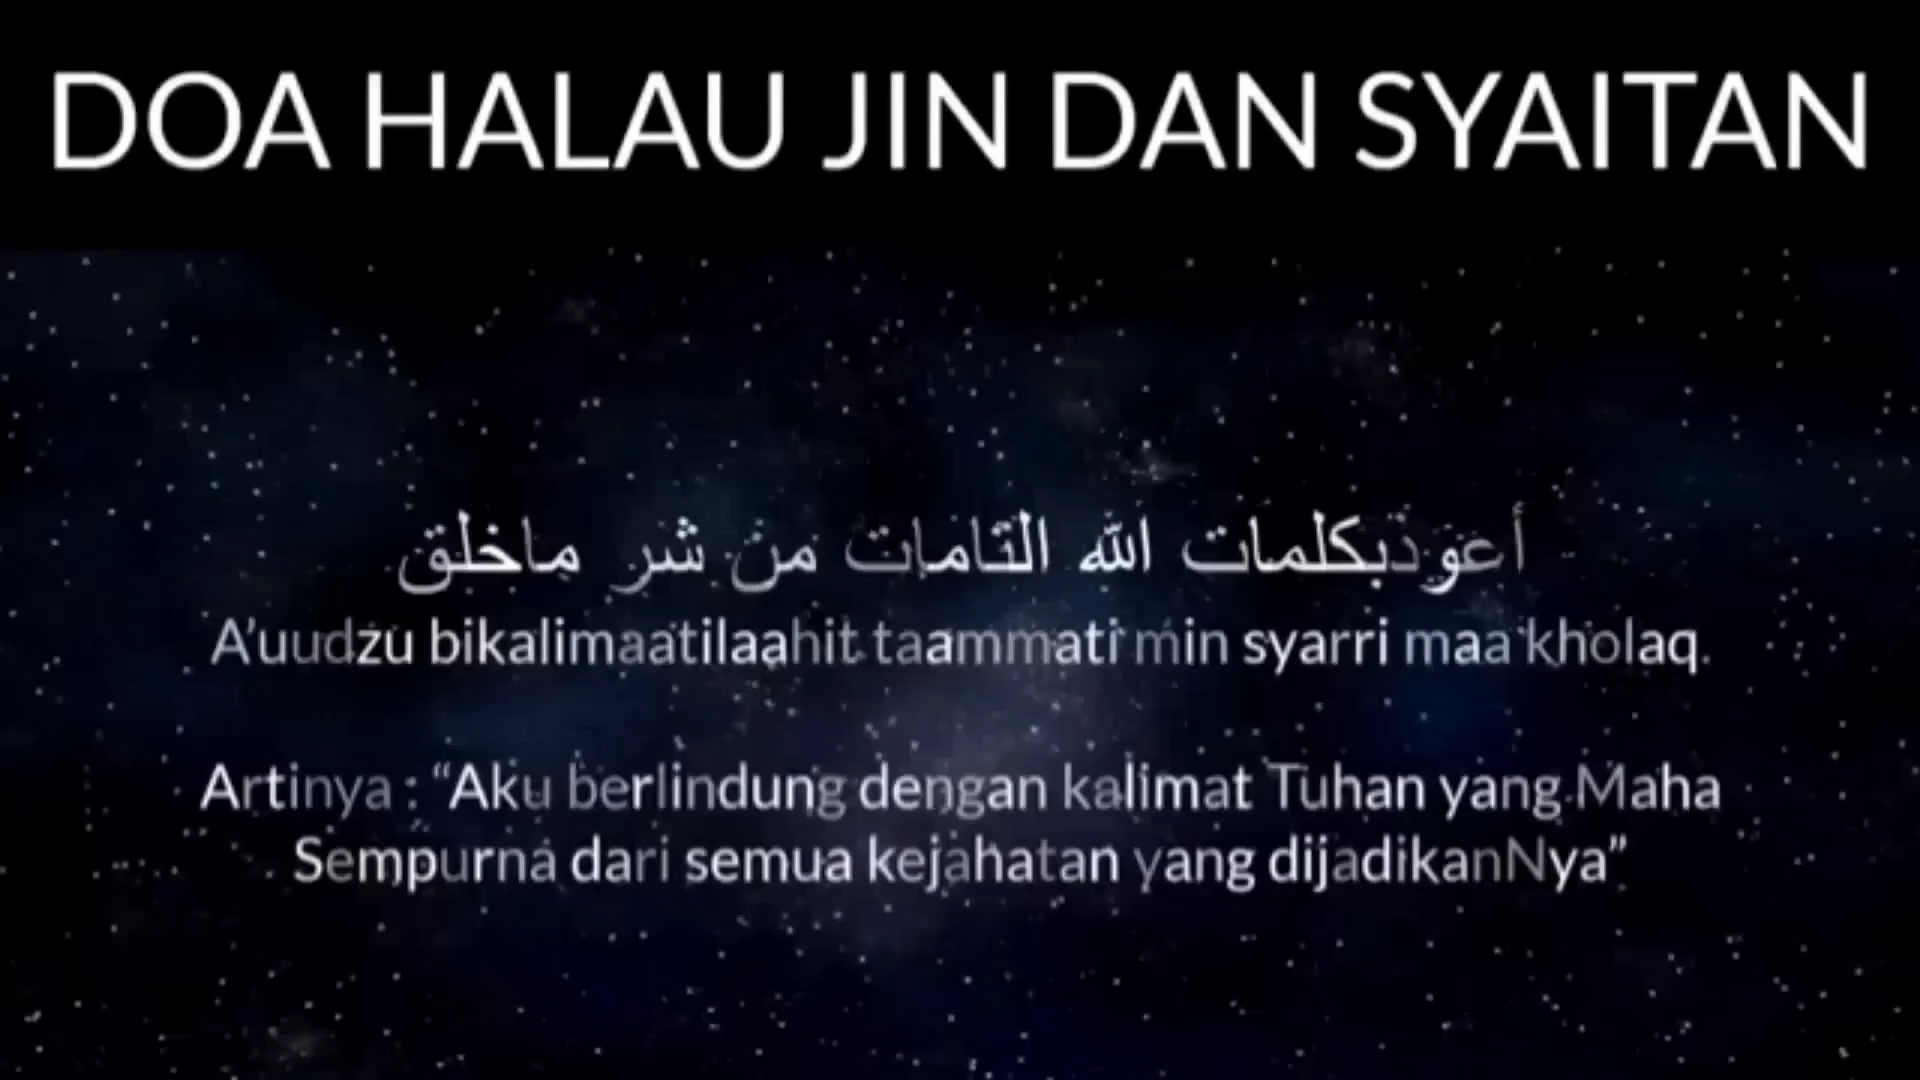 DOA HALAU JIN DAN SYAITAN
أعوذبكلمات الله التامات من شر ماخلق
A'uudzu bikalimaatilaahit taammati min syarri maa kholaq.
Artinya : “Aku berlindung dengan kalimat Tuhan yang Maha
Sempurna dari semua kejahatan yang dijadikanNya”